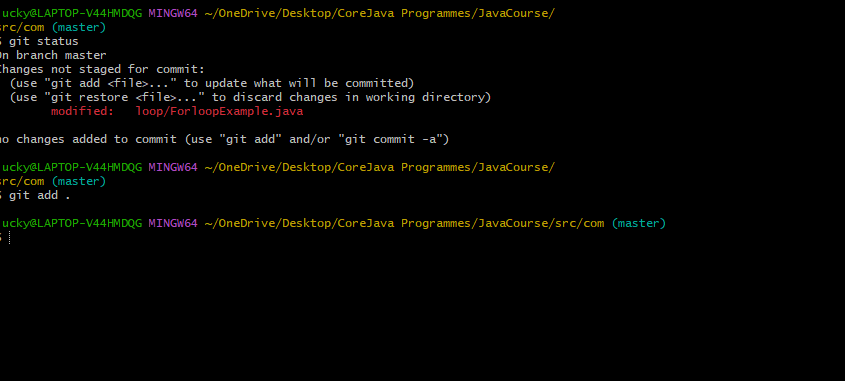 ucky@LAPTOP-V44HMDQG MINGW64 ~/OneDrive/Desktop/CoreJava Programmes/JavaCourse/
src/com (master)
$ git status
On branch master
Changes not staged for commit:
  (use "git add <file>..." to update what will be committed)
  (use "git restore <file>..." to discard changes in working directory)
        modified:   loop/ForloopExample.java

no changes added to commit (use "git add" and/or "git commit -a")

ucky@LAPTOP-V44HMDQG MINGW64 ~/OneDrive/Desktop/CoreJava Programmes/JavaCourse/
src/com (master)
$ git add .

ucky@LAPTOP-V44HMDQG MINGW64 ~/OneDrive/Desktop/CoreJava Programmes/JavaCourse/src/com (master)
$